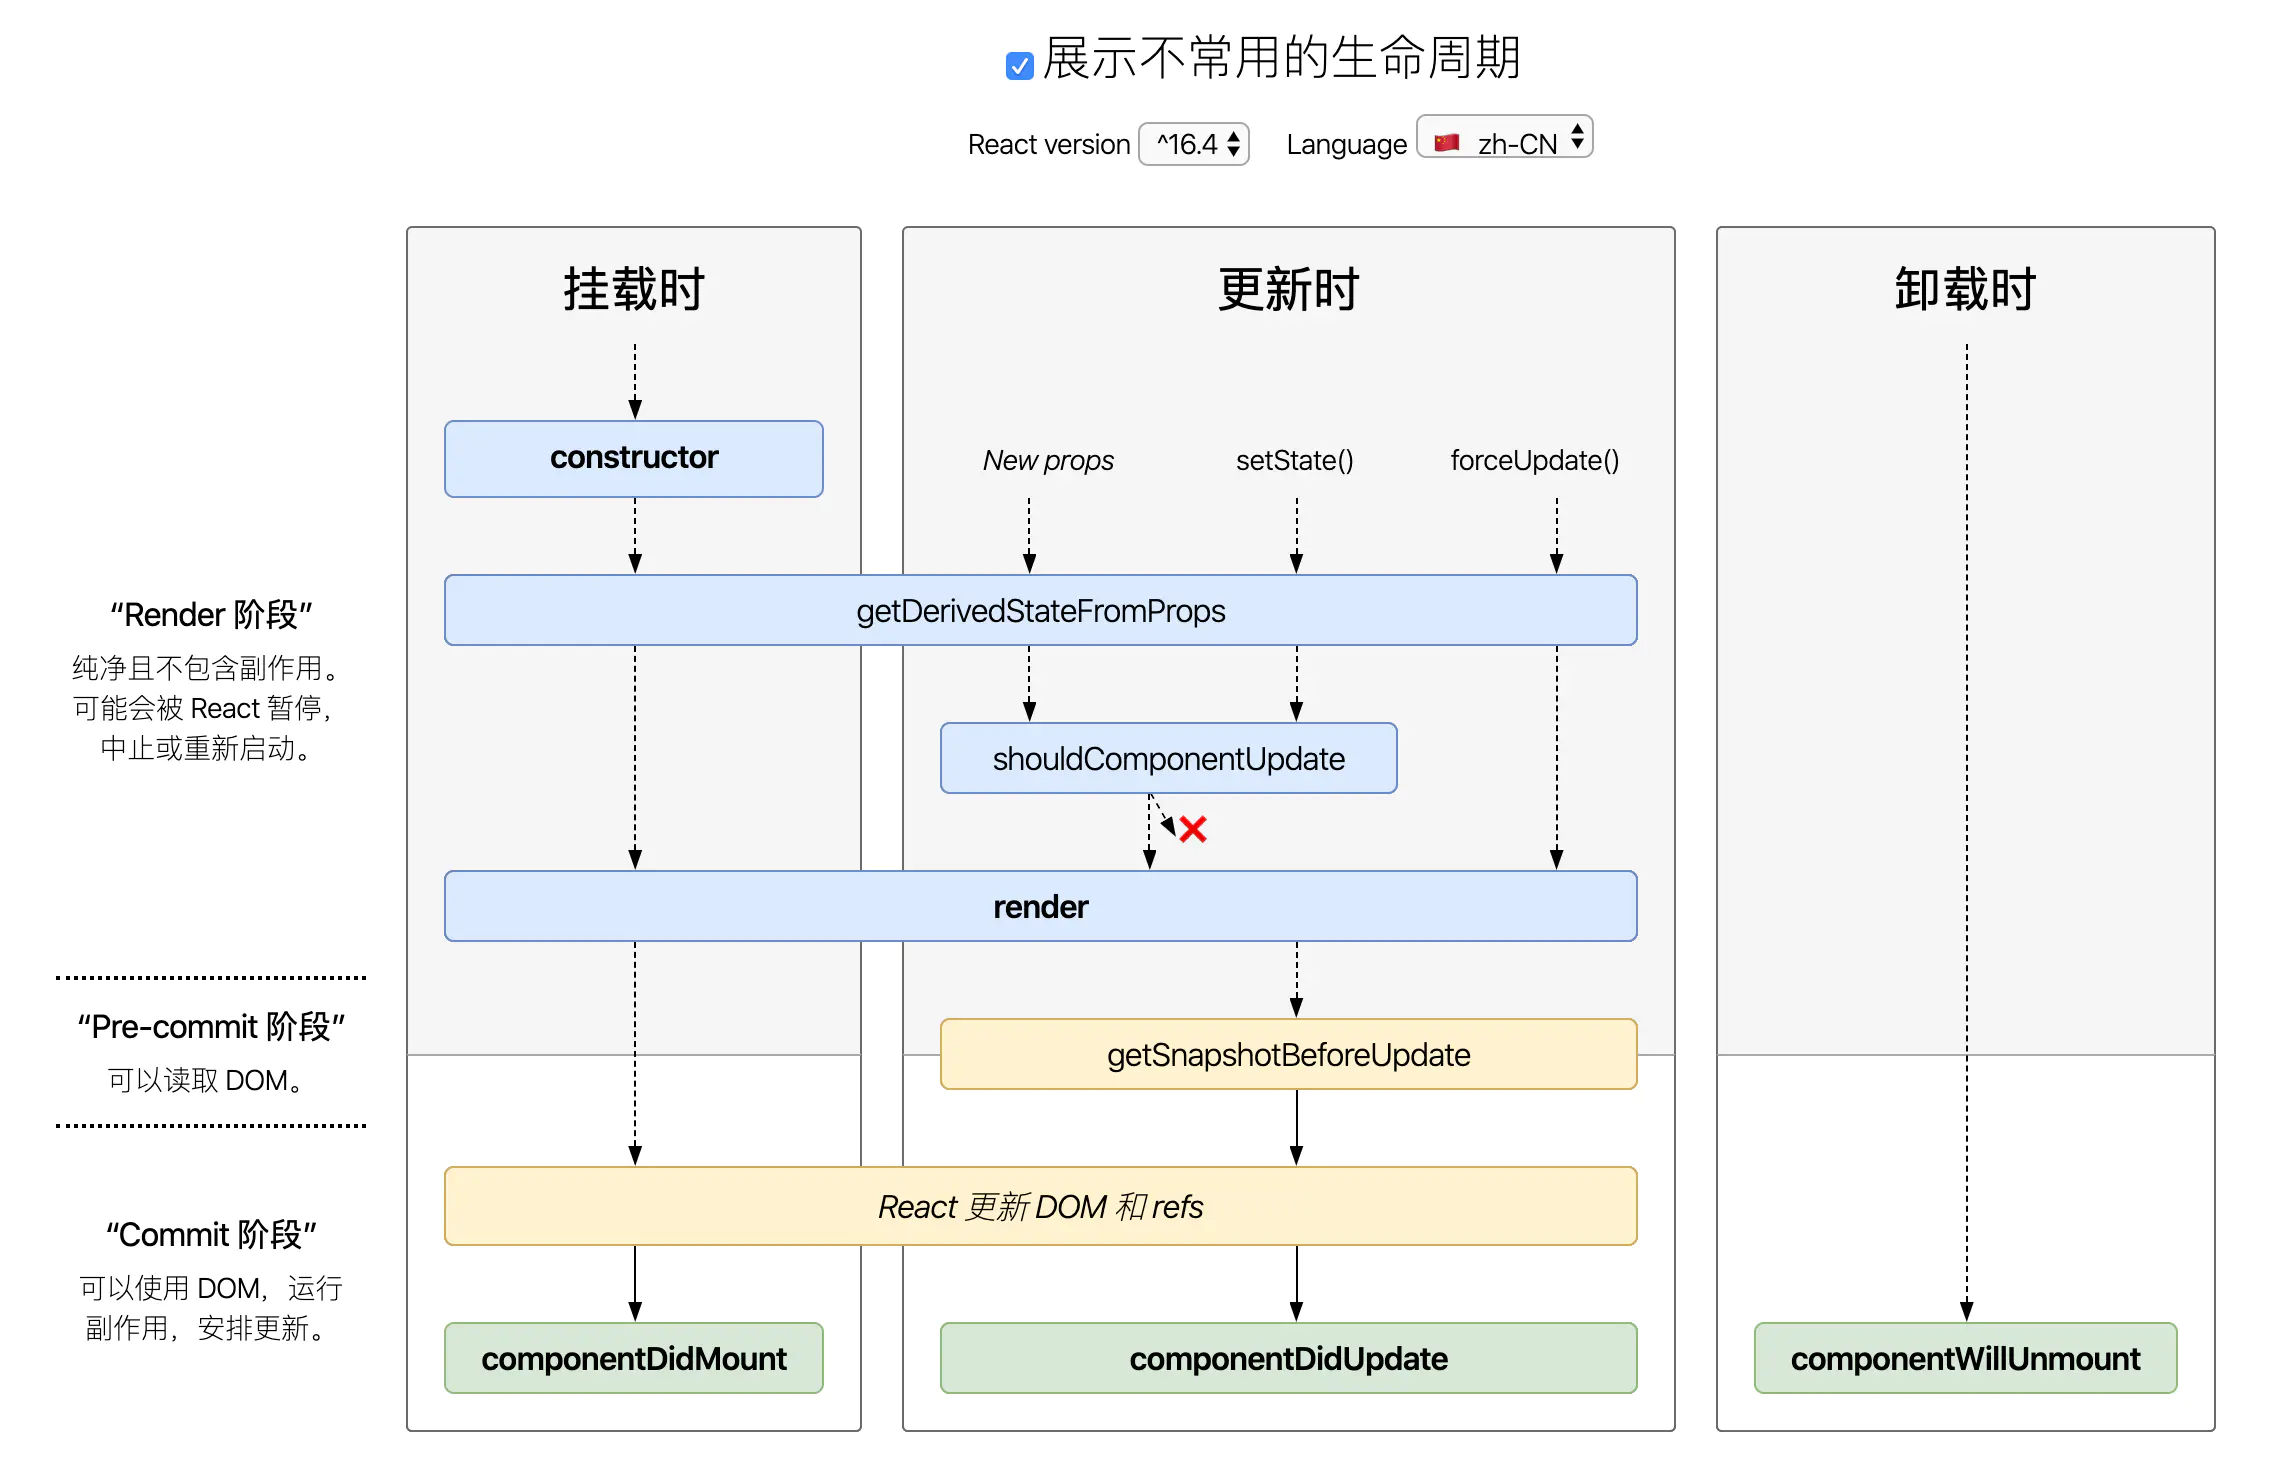 展示不常用的生命周期
React version ^16.4 Language 🇨🇳 zh-CN
挂载时
更新时
卸载时
constructor
New props
setState()
forceUpdate()
getDerivedStateFromProps
“Render 阶段”
纯净且不包含副作用。
可能会被 React 暂停,
中止或重新启动。
shouldComponentUpdate
render
“Pre-commit 阶段”
可以读取 DOM。
getSnapshotBeforeUpdate
React 更新 DOM 和 refs
“Commit 阶段”
可以使用 DOM，运行
副作用，安排更新。
componentDidMount
componentDidUpdate
componentWillUnmount